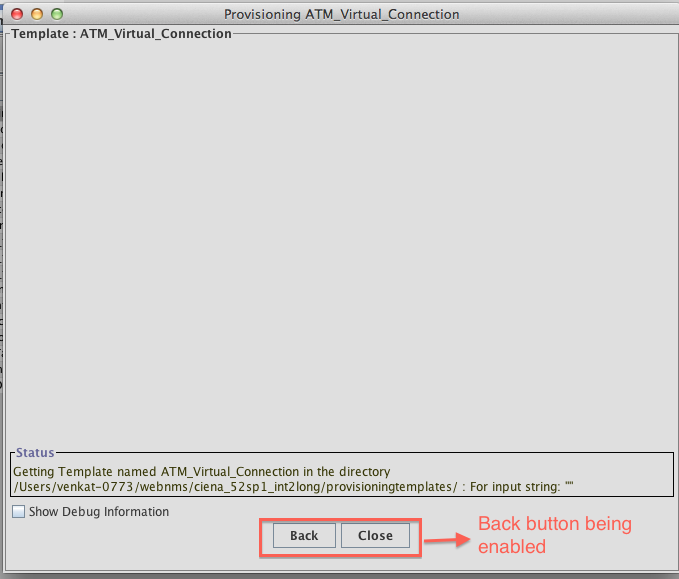 Provisioning ATM_Virtual_Connection
Template : ATM_Virtual_Connection
Status
Getting Template named ATM_Virtual_Connection in the directory
/Users/venkat-0773/webnms/ciena_52sp1_int2long/provisioningtemplates/ : For input string: ""
Show Debug Information
Back
Close
Back button being
enabled